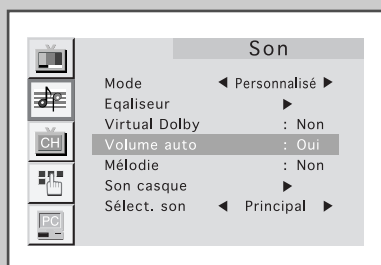 Son
Mode ◀ Personnalisé ▶
Eqaliseur ▶
Virtual Dolby : Non
Volume auto : Oui
Mélodie : Non
Son casque ▶
Sélect. son ◀ Principal ▶
CH
PC